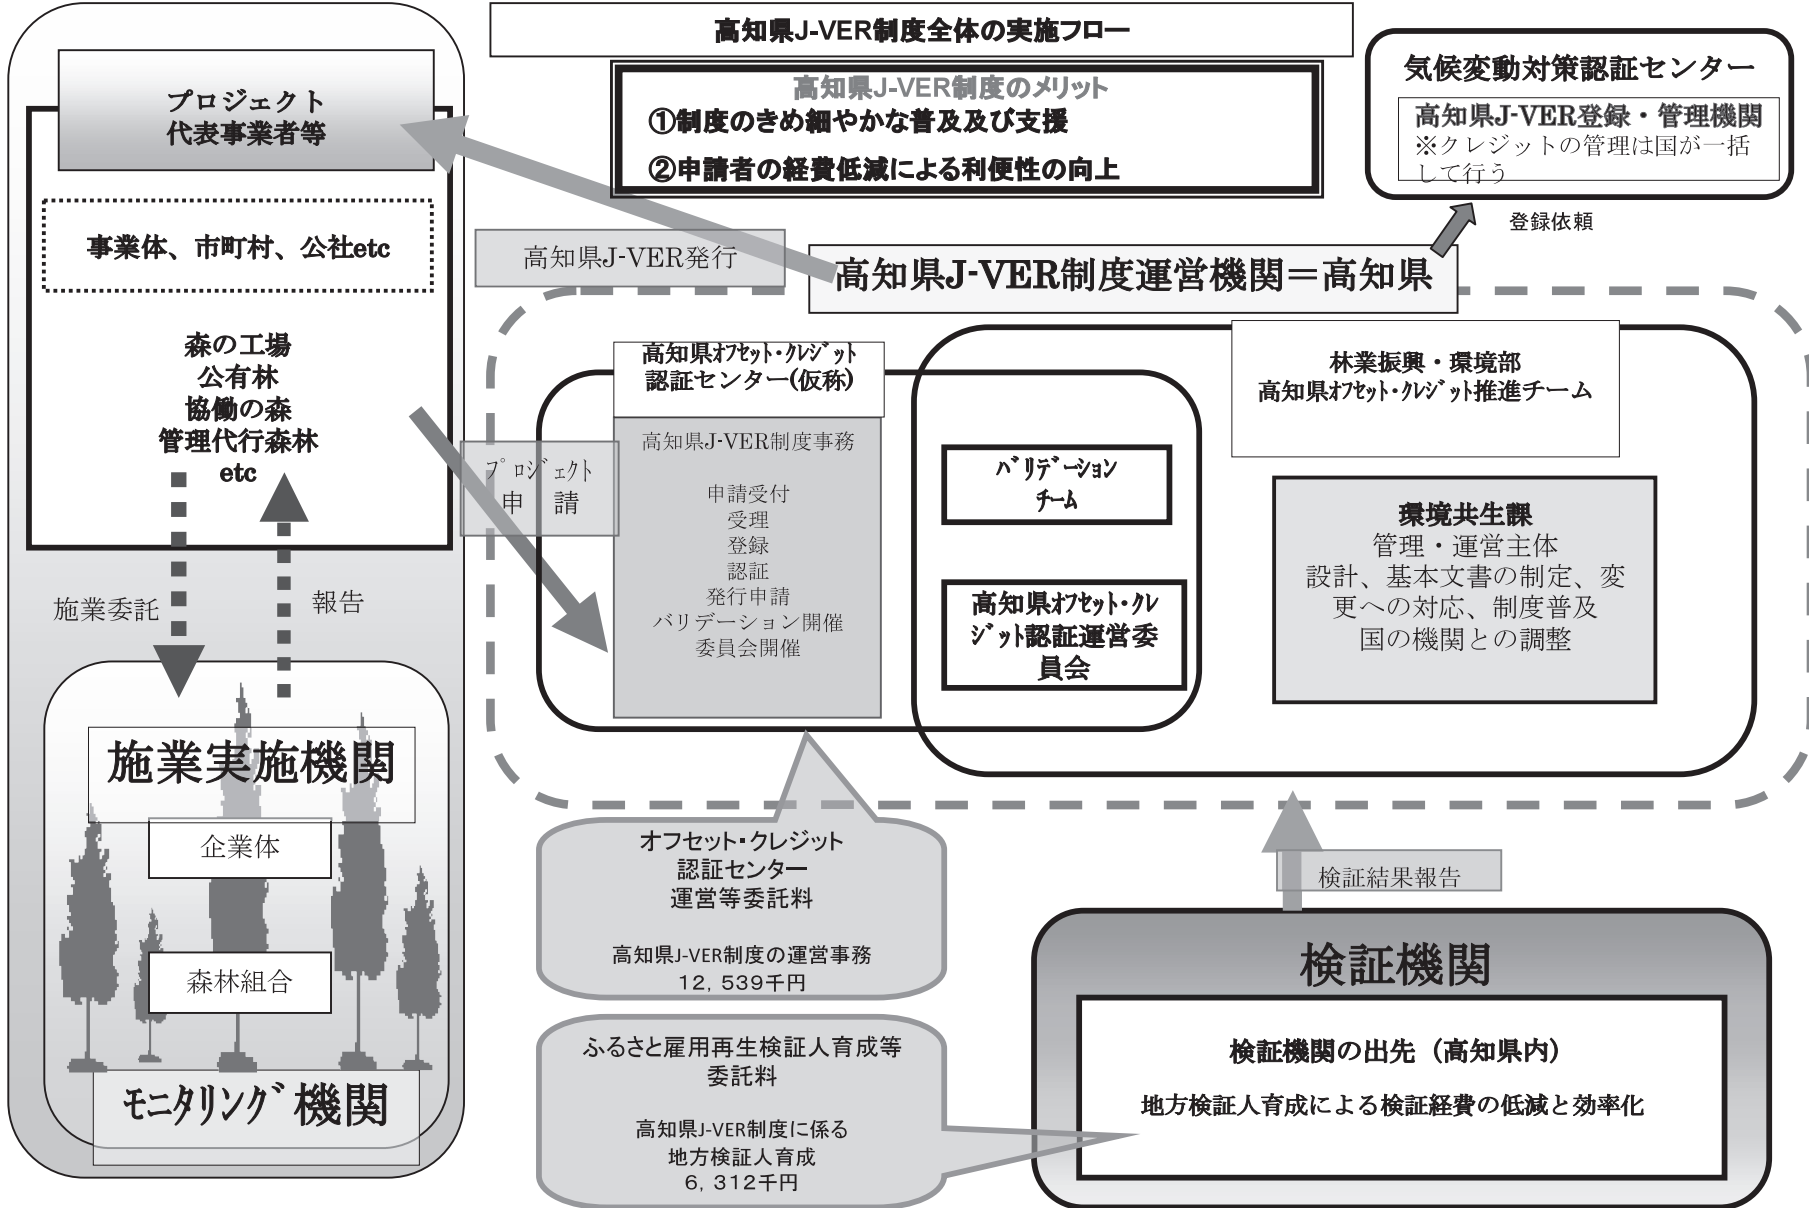 高知県J-VER制度全体の実施フロー
高知県J-VER制度のメリット
①制度のきめ細やかな普及及び支援
②申請者の経費低減による利便性の向上
気候変動対策認証センター
高知県J-VER登録・管理機関
※クレジットの管理は国が一括
して行う
登録依頼
プロジェクト
代表事業者等
事業体、市町村、公社etc
森の工場
公有林
協働の森
管理代行森林
etc
施業委託
報告
施業実施機関
企業体
森林組合
ﾓﾆﾀﾘﾝｸﾞ機関
高知県J-VER発行
高知県J-VER制度運営機関＝高知県
ﾌﾟﾛｼﾞｪｸﾄ
申　請
高知県ｵﾌｾｯﾄ・ｸﾚｼﾞｯﾄ
認証センター(仮称)
高知県J-VER制度事務
申請受付
受理
登録
認証
発行申請
バリデーション開催
委員会開催
ﾊﾞﾘﾃﾞｰｼｮﾝ
ﾁｰﾑ
高知県ｵﾌｾｯﾄ・ｸﾚ
ｼﾞｯﾄ認証運営委
員会
林業振興・環境部
高知県ｵﾌｾｯﾄ・ｸﾚｼﾞｯﾄ推進チーム
環境共生課
管理・運営主体
設計、基本文書の制定、変
更への対応、制度普及
国の機関との調整
オフセット・クレジット
認証センター
運営等委託料
高知県J-VER制度の運営事務
１２，５３９千円
ふるさと雇用再生検証人育成等
委託料
高知県J-VER制度に係る
地方検証人育成
６，３１２千円
検証結果報告
検証機関
検証機関の出先（高知県内）
地方検証人育成による検証経費の低減と効率化